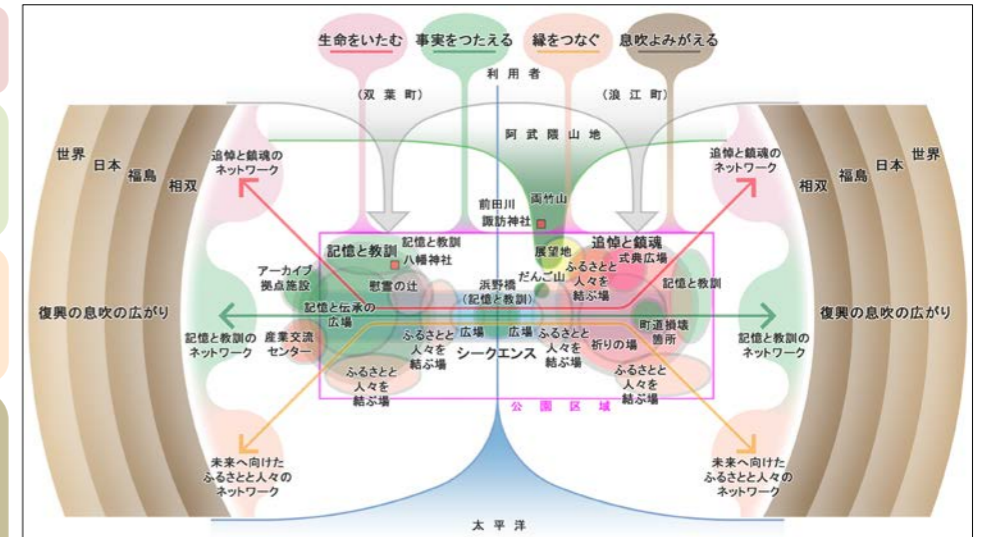 生命をいたむ
事実をつたえる
縁をつなぐ
息吹よみがえる
利用者
(双葉町)
(浪江町)
阿武隈山地
世界
日本
福島
相双
追悼と鎮魂の
ネットワーク
復興の息吹の広がり
記憶と教訓の
ネットワーク
未来へ向けた
ふるさとと人々の
ネットワーク
前田川
両竹山
諏訪神社
記憶と教訓
記憶と教訓
八幡神社
アーカイブ
拠点施設
慰霊の辻
記憶と伝承の
広場
産業交流
センター
ふるさとと
人々を
結ぶ場
ふるさとと
人々を
結ぶ場
浜野橋
(記憶と教訓)
広場
広場
シークエンス
展望地
だんご山
追悼と鎮魂
式典広場
ふるさとと
人々を
結ぶ場
記憶と教訓
ふるさとと
人々を
結ぶ場
町道損壊
箇所
祈りの場
ふるさとと
人々を
結ぶ場
公園区域
追悼と鎮魂の
ネットワーク
記憶と教訓の
ネットワーク
未来へ向けた
ふるさとと人々の
ネットワーク
相双
福島
日本
世界
復興の息吹の広がり
太平洋